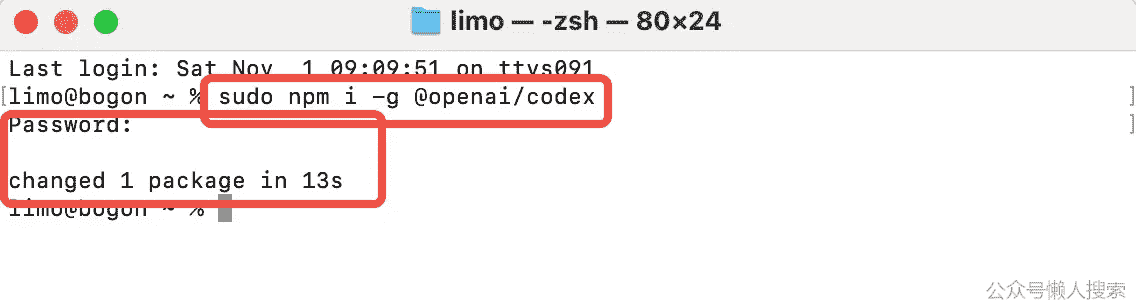 limo — -zsh — 80×24
Last login: Sat Nov  1 09:09:51 on ttys091
[limo@bogon ~ % sudo npm i -g @openai/codex ]
Password: ]
changed 1 package in 13s
limo@bogon ~ %
公众号懒人搜索